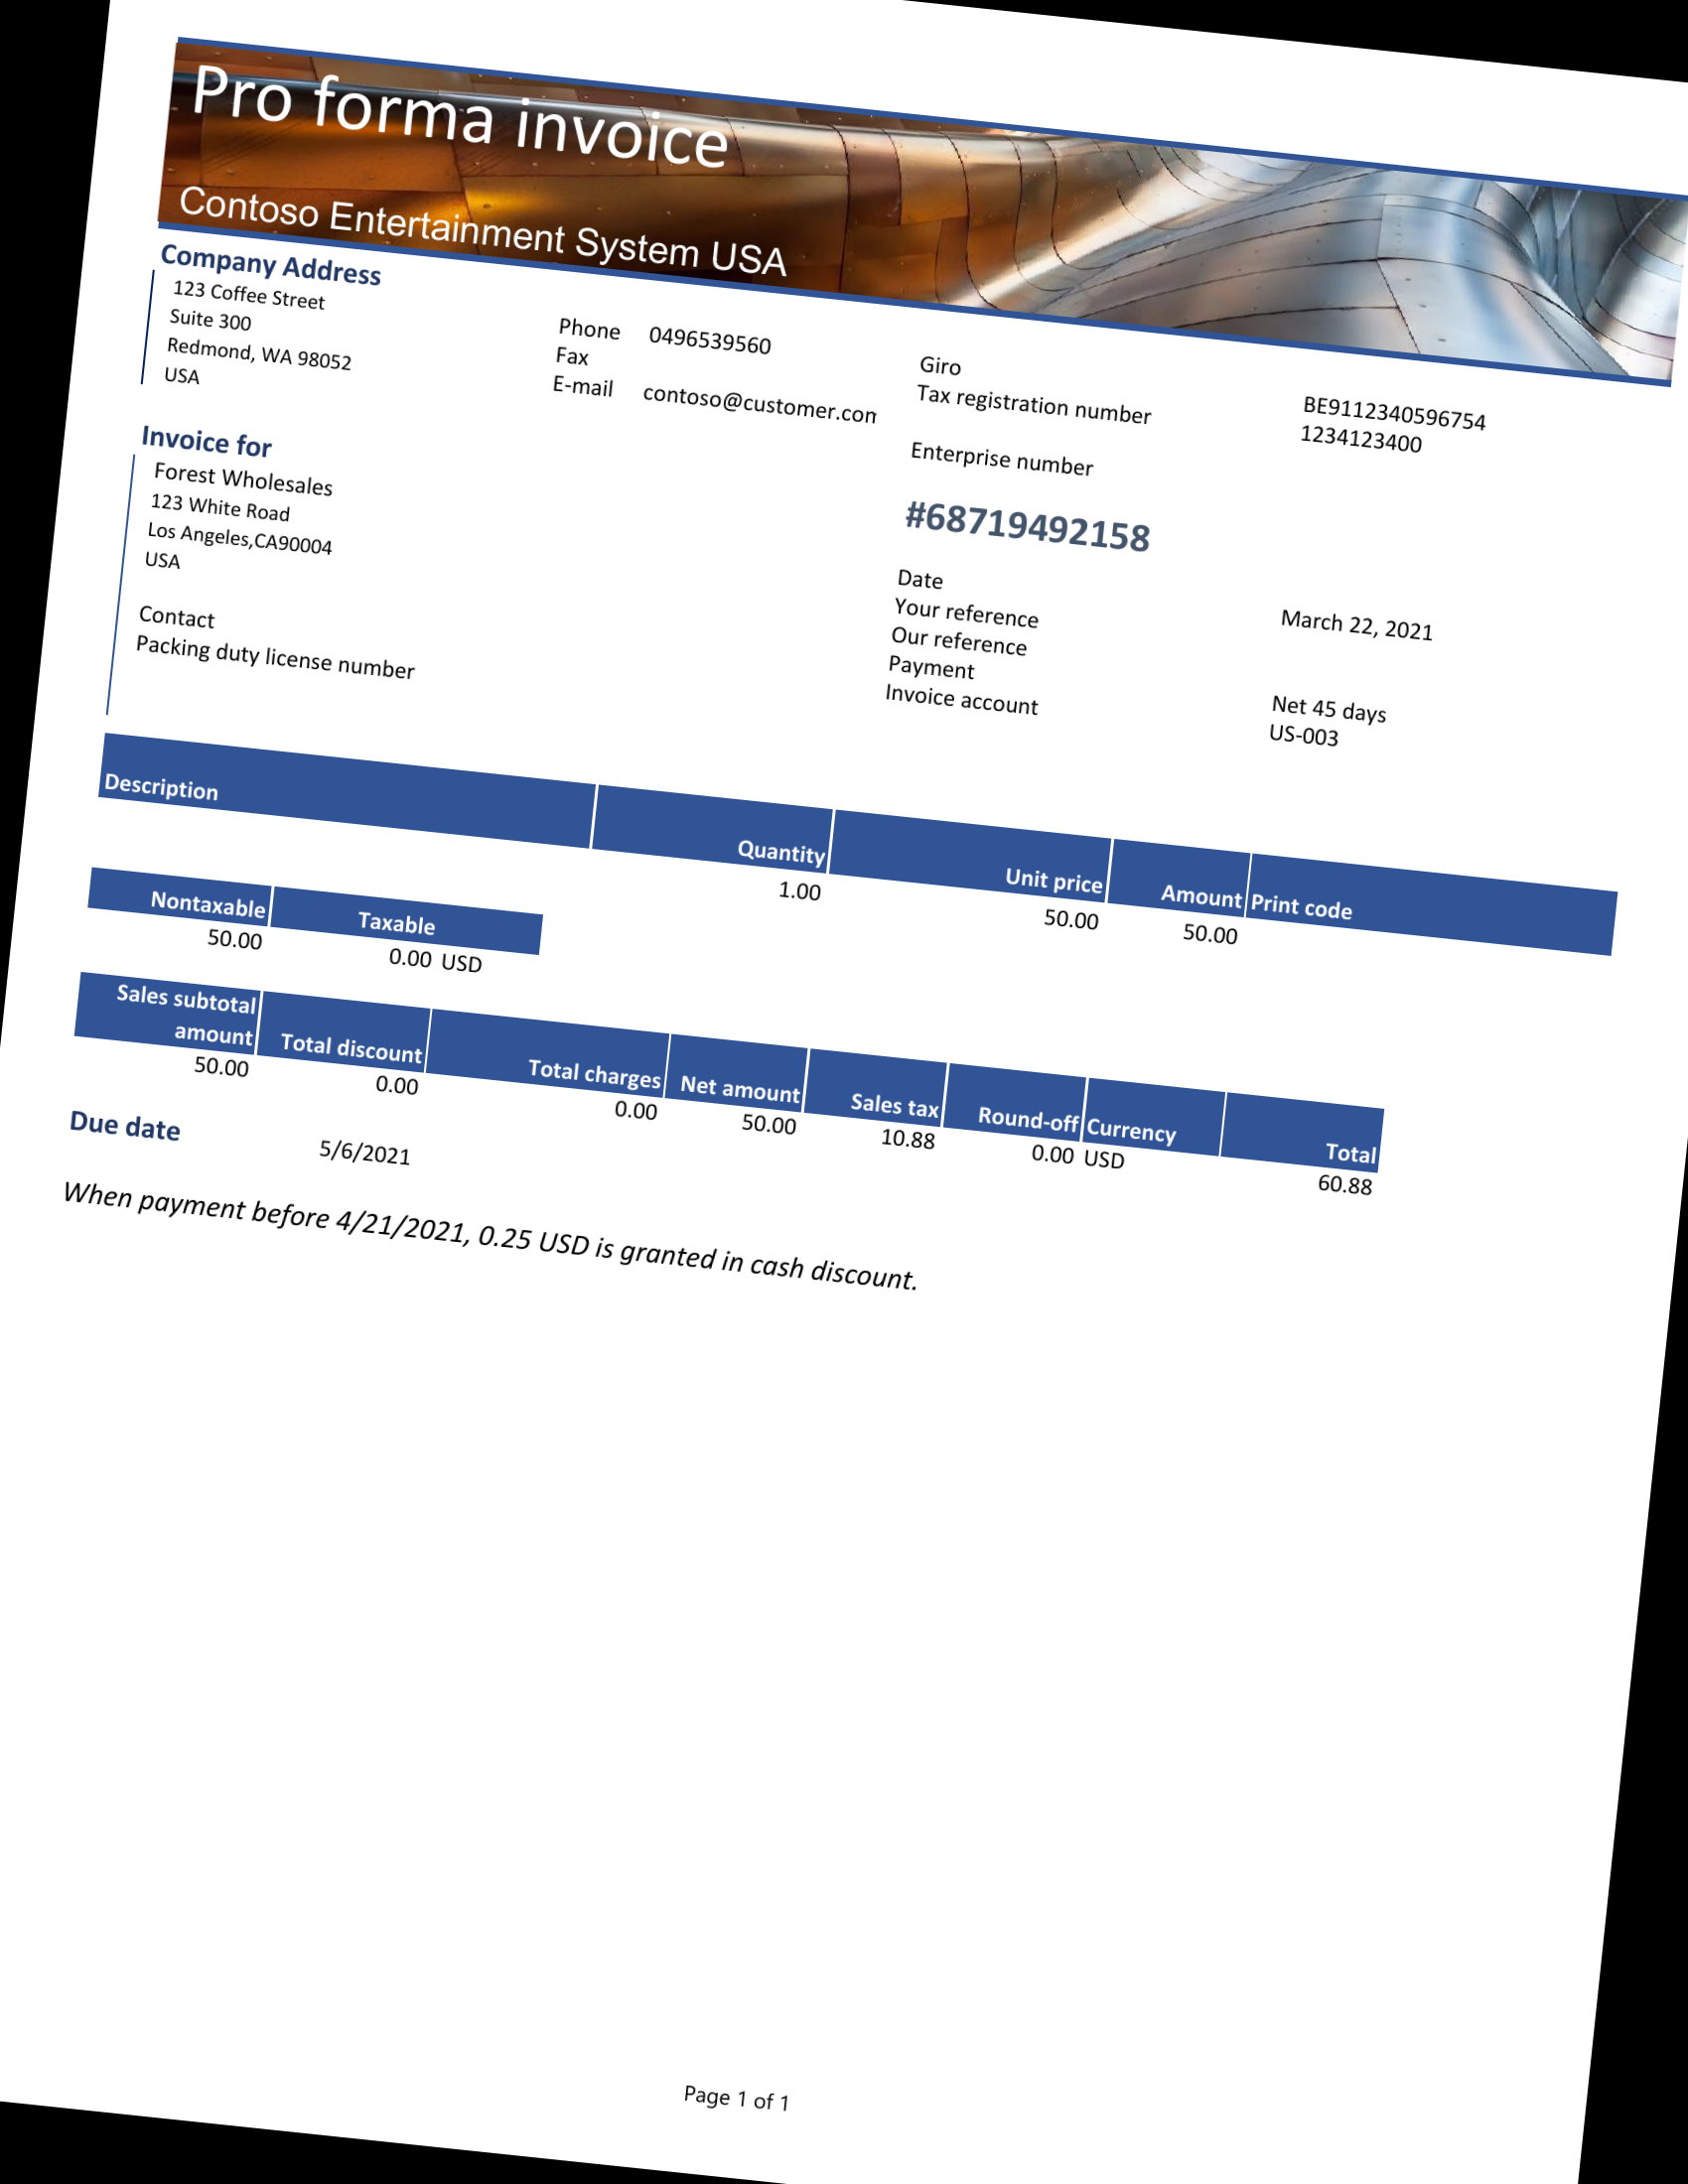 Pro forma invoice
Contoso Entertainment System USA
Company Address
123 Coffee Street
Suite 300
Redmond, WA 98052
USA
Phone 0496539560
Fax
E-mail contoso@customer.com
Giro BE9112340596754
Tax registration number 1234123400
Enterprise number
Invoice for
Forest Wholesales
123 White Road
Los Angeles,CA90004
USA
Contact
Packing duty license number
#68719492158
Date March 22, 2021
Your reference
Our reference
Payment Net 45 days
Invoice account US-003
Description Quantity Unit price Amount Print code
1.00 50.00 50.00
Nontaxable Taxable
50.00 0.00 USD
Sales subtotal
amount Total discount Total charges Net amount Sales tax Round-off Currency Total
50.00 0.00 0.00 50.00 10.88 0.00 USD 60.88
Due date 5/6/2021
When payment before 4/21/2021, 0.25 USD is granted in cash discount.
Page 1 of 1